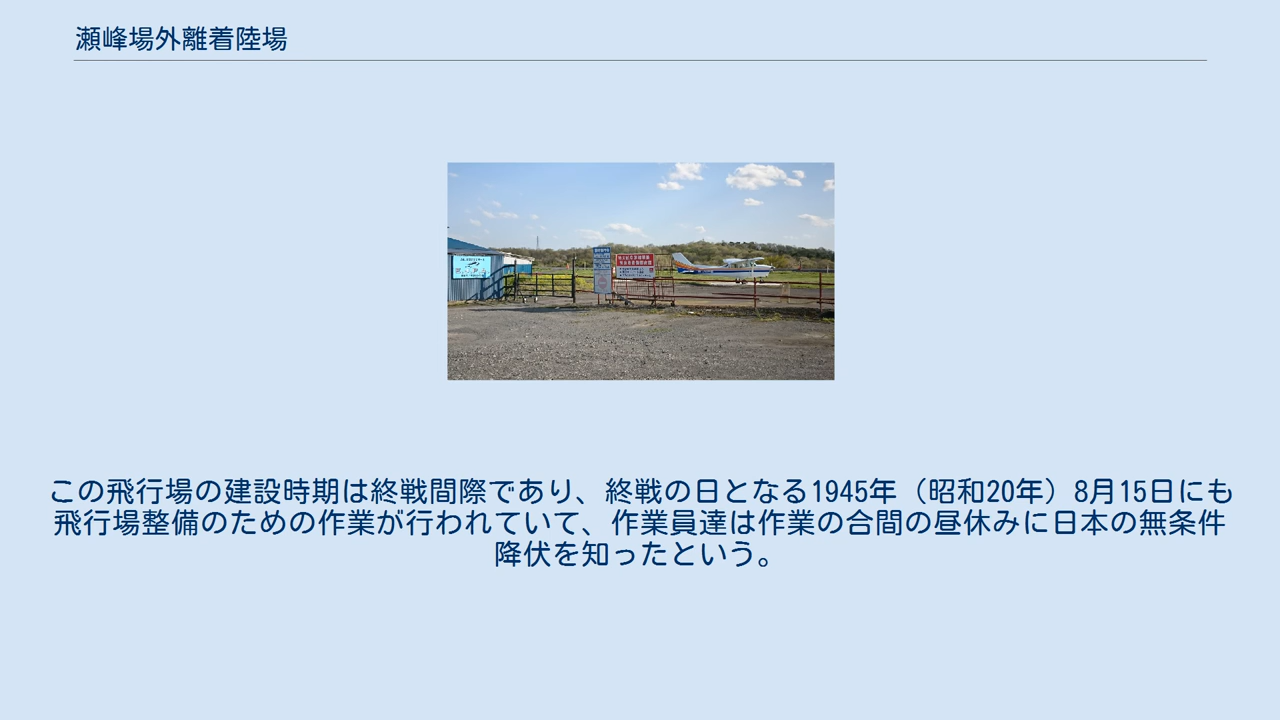 瀬峰場外離着陸場
この飛行場の建設時期は終戦間際であり、終戦の日となる1945年（昭和20年）8月15日にも
飛行場整備のための作業が行われていて、作業員達は作業の合間の昼休みに日本の無条件
降伏を知ったという。